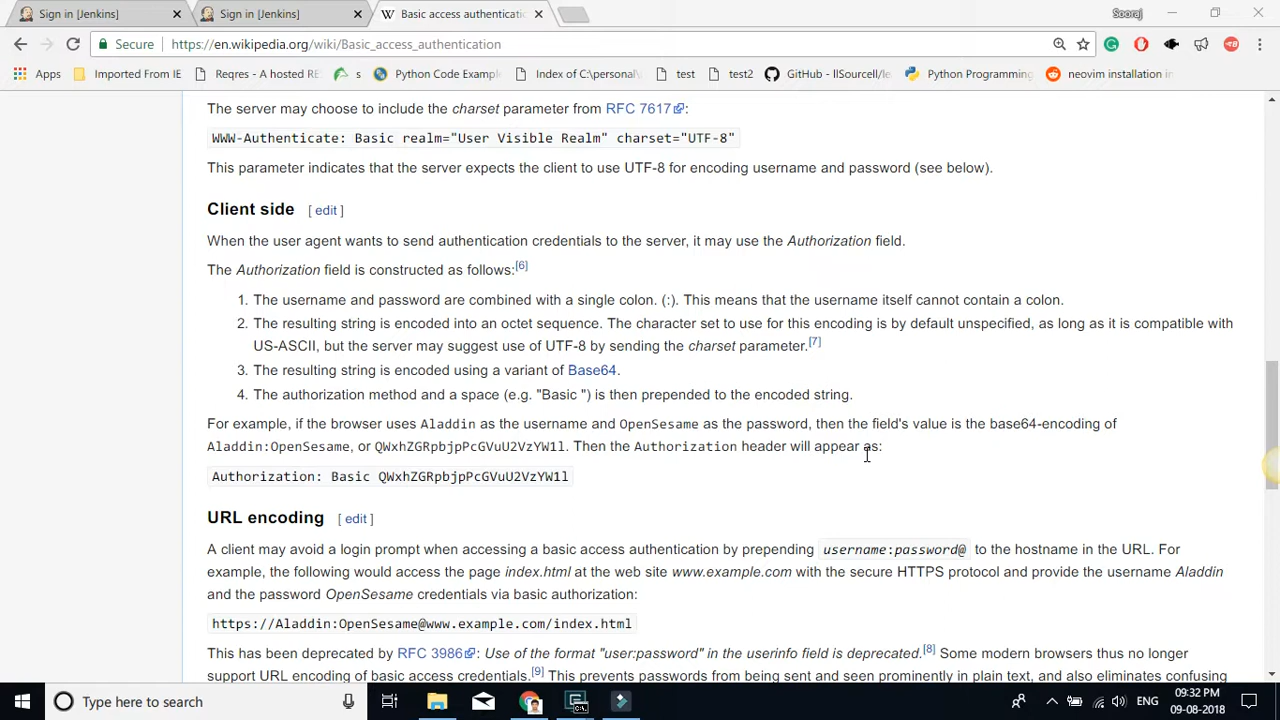 Sign in [Jenkins]
Sign in [Jenkins]
W Basic access authenticatio
Sooraj
Secure
https://en.wikipedia.org/wiki/Basic_access_authentication
Apps
Imported From IE
Reqres - A hosted RE
s
Python Code Exampl
Index of C:\personal
test
test2
GitHub - llSourcell/le
Python Programming
neovim installation in
The server may choose to include the charset parameter from RFC 7617:
WWW-Authenticate: Basic realm="User Visible Realm" charset="UTF-8"
This parameter indicates that the server expects the client to use UTF-8 for encoding username and password (see below).
Client side [ edit ]
When the user agent wants to send authentication credentials to the server, it may use the Authorization field.
The Authorization field is constructed as follows:[6]
1. The username and password are combined with a single colon. (:). This means that the username itself cannot contain a colon.
2. The resulting string is encoded into an octet sequence. The character set to use for this encoding is by default unspecified, as long as it is compatible with
US-ASCII, but the server may suggest use of UTF-8 by sending the charset parameter.[7]
3. The resulting string is encoded using a variant of Base64.
4. The authorization method and a space (e.g. "Basic ") is then prepended to the encoded string.
For example, if the browser uses Aladdin as the username and OpenSesame as the password, then the field's value is the base64-encoding of
Aladdin:OpenSesame, or QWxhZGRpbjpPcGVuU2VzYW1l. Then the Authorization header will appear as:
Authorization: Basic QWxhZGRpbjpPcGVuU2VzYW1l
URL encoding [ edit ]
A client may avoid a login prompt when accessing a basic access authentication by prepending username:password@ to the hostname in the URL. For
example, the following would access the page index.html at the web site www.example.com with the secure HTTPS protocol and provide the username Aladdin
and the password OpenSesame credentials via basic authorization:
https://Aladdin:OpenSesame@www.example.com/index.html
This has been deprecated by RFC 3986: Use of the format "user:password" in the userinfo field is deprecated.[8] Some modern browsers thus no longer
support URL encoding of basic access credentials.[9] This prevents passwords from being sent and seen prominently in plain text, and also eliminates confusing
Type here to search
ENG
09:32 PM
09-08-2018